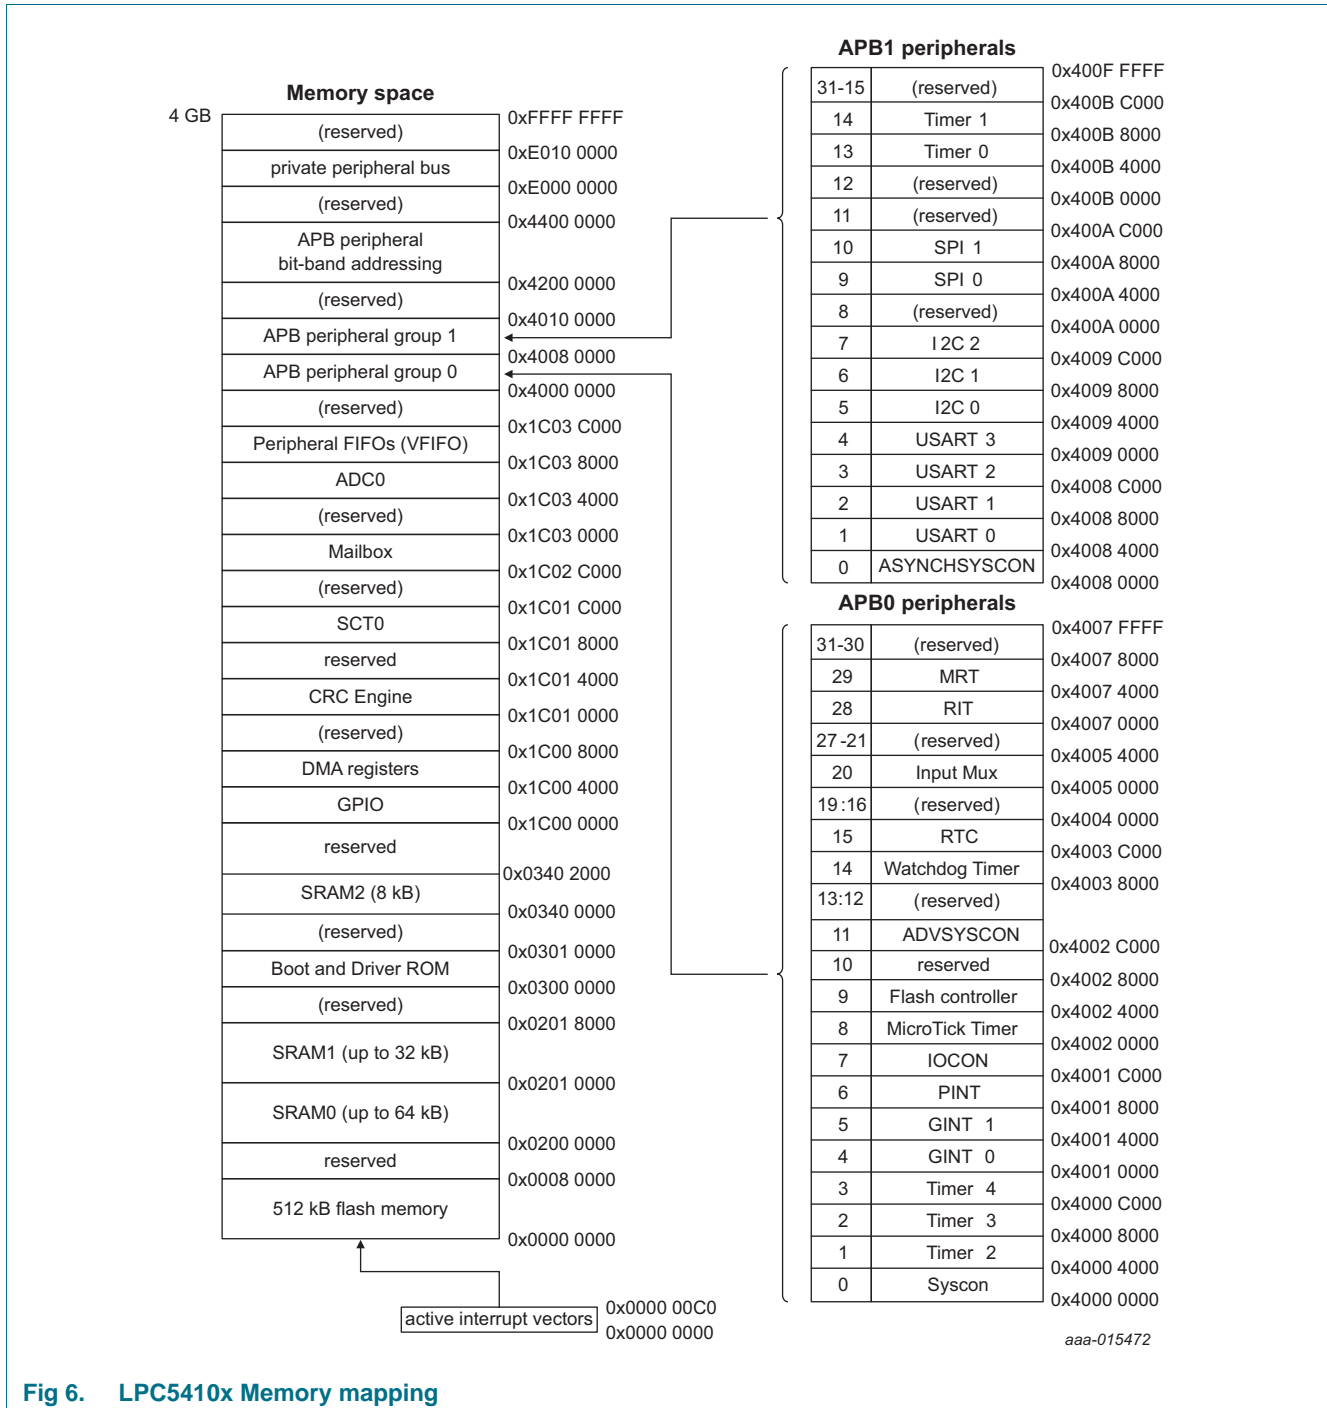 Memory space
4 GB
(reserved)
0xFFFF FFFF
private peripheral bus
0xE010 0000
(reserved)
0xE000 0000
APB peripheral
bit-band addressing
0x4400 0000
(reserved)
0x4200 0000
APB peripheral group 1
0x4010 0000
APB peripheral group 0
0x4008 0000
(reserved)
0x4000 0000
Peripheral FIFOs (VFIFO)
0x1C03 C000
ADC0
0x1C03 8000
(reserved)
0x1C03 4000
Mailbox
0x1C03 0000
(reserved)
0x1C02 C000
SCT0
0x1C01 C000
reserved
0x1C01 8000
CRC Engine
0x1C01 4000
(reserved)
0x1C01 0000
DMA registers
0x1C00 8000
GPIO
0x1C00 4000
reserved
0x1C00 0000
SRAM2 (8 kB)
0x0340 2000
(reserved)
0x0340 0000
Boot and Driver ROM
0x0301 0000
(reserved)
0x0300 0000
SRAM1 (up to 32 kB)
0x0201 8000
SRAM0 (up to 64 kB)
0x0201 0000
reserved
0x0200 0000
512 kB flash memory
0x0008 0000
0x0000 0000
active interrupt vectors
0x0000 00C0
0x0000 0000
APB1 peripherals
0x400F FFFF
31-15 (reserved)
0x400B C000
14 Timer 1
0x400B 8000
13 Timer 0
0x400B 4000
12 (reserved)
0x400B 0000
11 (reserved)
0x400A C000
10 SPI 1
0x400A 8000
9 SPI 0
0x400A 4000
8 (reserved)
0x400A 0000
7 I2C 2
0x4009 C000
6 I2C 1
0x4009 8000
5 I2C 0
0x4009 4000
4 USART 3
0x4009 0000
3 USART 2
0x4008 C000
2 USART 1
0x4008 8000
1 USART 0
0x4008 4000
0 ASYNCHSYSCON
0x4008 0000
APB0 peripherals
0x4007 FFFF
31-30 (reserved)
0x4007 8000
29 MRT
0x4007 4000
28 RIT
0x4007 0000
27-21 (reserved)
0x4005 4000
20 Input Mux
0x4005 0000
19:16 (reserved)
0x4004 0000
15 RTC
0x4003 C000
14 Watchdog Timer
0x4003 8000
13:12 (reserved)
11 ADVSYSCON
0x4002 C000
10 reserved
0x4002 8000
9 Flash controller
0x4002 4000
8 MicroTick Timer
0x4002 0000
7 IOCON
0x4001 C000
6 PINT
0x4001 8000
5 GINT 1
0x4001 4000
4 GINT 0
0x4001 0000
3 Timer 4
0x4000 C000
2 Timer 3
0x4000 8000
1 Timer 2
0x4000 4000
0 Syscon
0x4000 0000
aaa-015472
Fig 6. LPC5410x Memory mapping